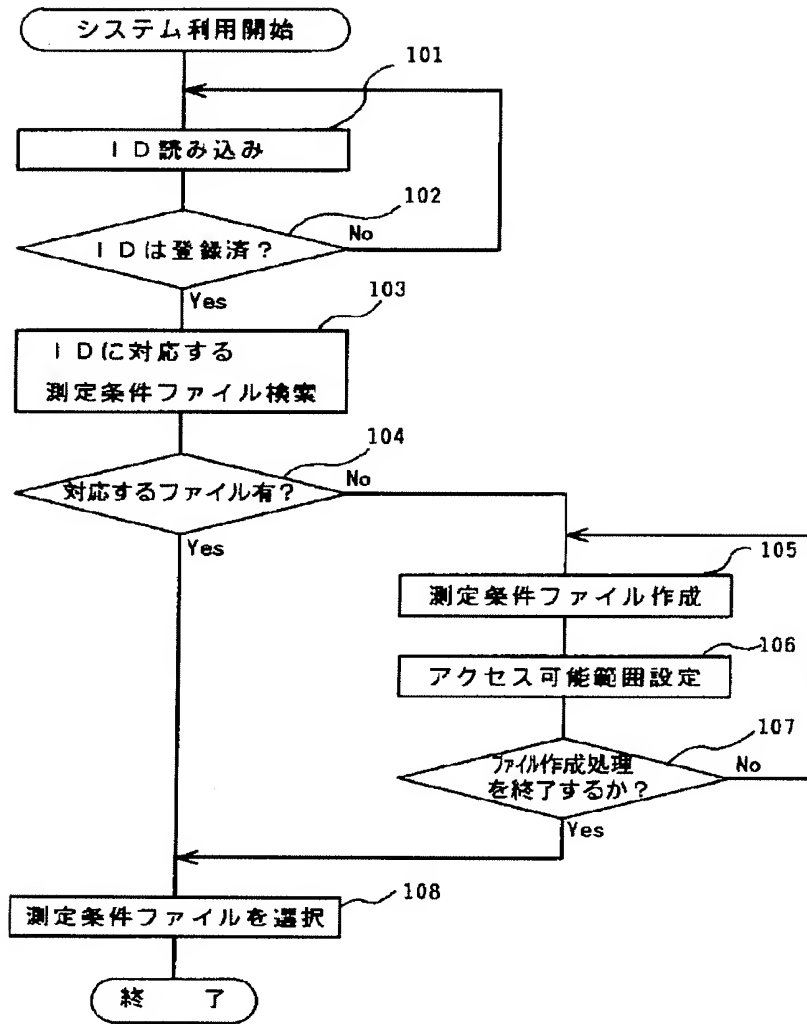 システム利用開始
101
ID読み込み
102
IDは登録済？
No
Yes
103
IDに対応する
測定条件ファイル検索
104
対応するファイル有？
No
Yes
105
測定条件ファイル作成
106
アクセス可能範囲設定
107
ファイル作成処理
を終了するか？
No
Yes
108
測定条件ファイルを選択
終　了